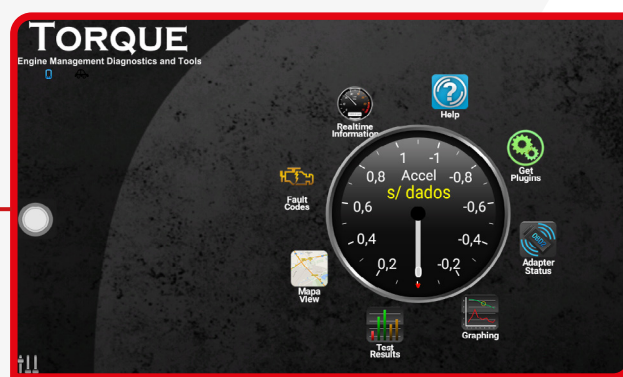 TORQUE
Engine Management Diagnostics and Tools
Help
Realtime
Information
Get
Plugins
1 -1
0,8 Accel -0,8
s/ dados
Fault
Codes
0,6 -0,6
0,4 -0,4
OBDII
Adapter
Status
0,2 -0,2
Mapa
View
Graphing
Test
Results